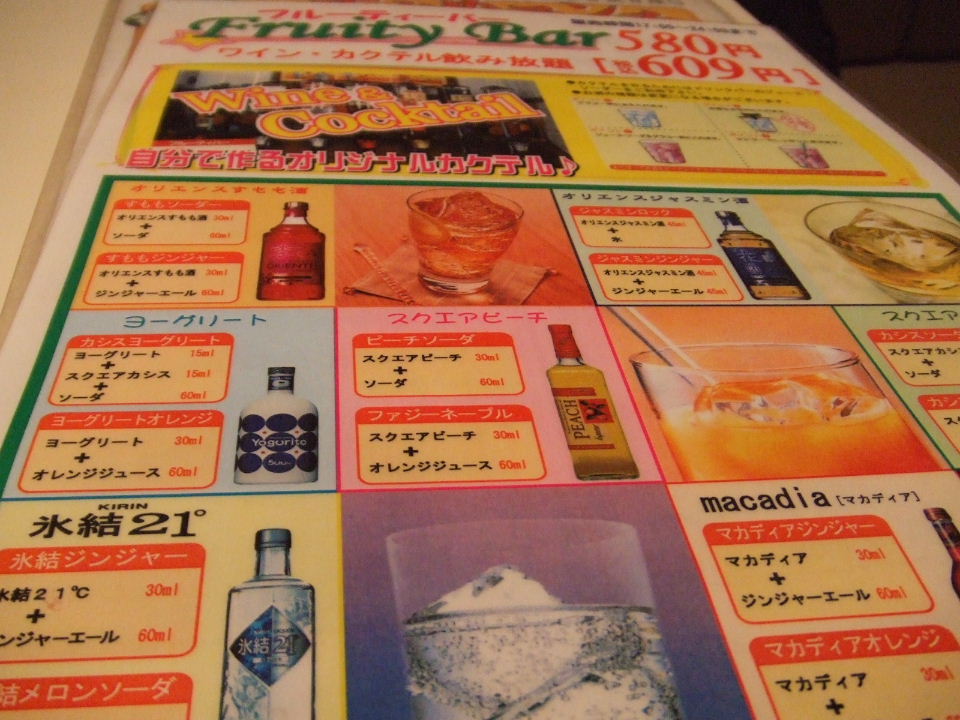 フルーティーバー
Fruity Bar 580円
ワイン・カクテル飲み放題 [税込609円]
Wine &
Cocktail
自分で作るオリジナルカクテル♪
オリエンスすもも酒
すももソーダー
オリエンスすもも酒 30ml
+
ソーダ 60ml
すももジンジャー
オリエンスすもも酒 30ml
+
ジンジャーエール 60ml
オリエンスジャスミン酒
ジャスミンロック
オリエンスジャスミン酒 45ml
+
氷
ジャスミンジンジャー
オリエンスジャスミン酒 45ml
+
ジンジャーエール 45ml
ヨーグリート
カシスヨーグリート
ヨーグリート 15ml
+
スクエアカシス 15ml
+
ソーダ 60ml
ヨーグリートオレンジ
ヨーグリート 30ml
+
オレンジジュース 60ml
Yogurito
スクエアピーチ
ピーチソーダ
スクエアピーチ 30ml
+
ソーダ 60ml
ファジーネーブル
スクエアピーチ 30ml
+
オレンジジュース 60ml
PEACH
スクエア
カシスソーダ
スクエアカシ
+
ソーダ
カシ
KIRIN
氷結21°
氷結ジンジャー
氷結21℃ 30ml
+
ンジャーエール 60ml
結メロンソーダ
氷結21
macadia [マカディア]
マカディアジンジャー
マカディア 30ml
+
ジンジャーエール 60ml
マカディアオレンジ
マカディア 30ml
+